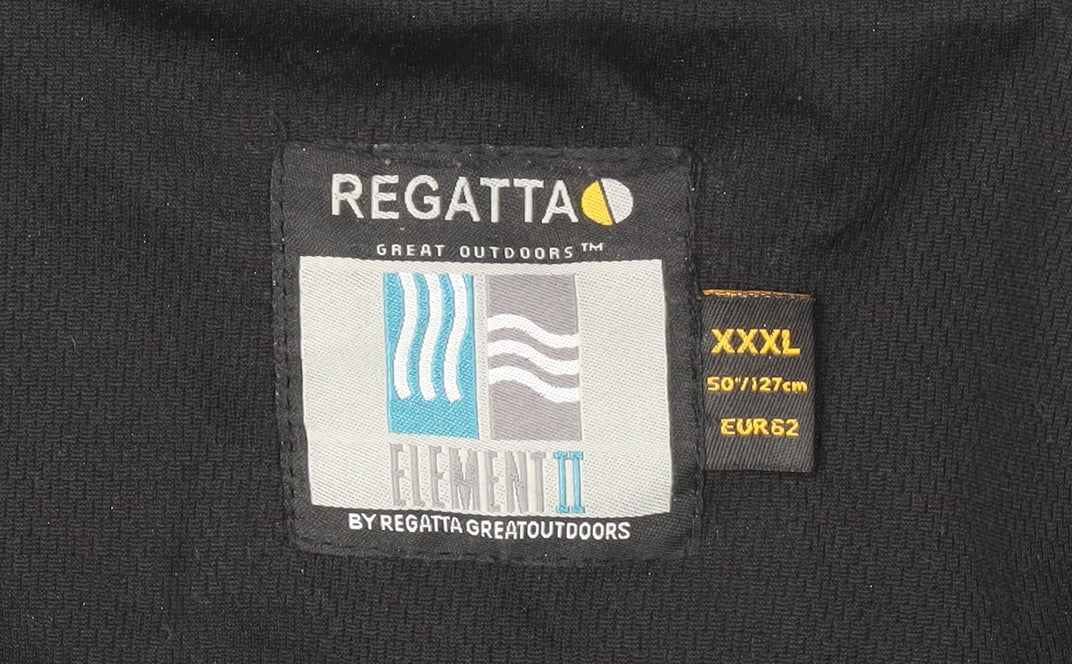 REGATTA
GREAT OUTDOORS™
ELEMENT II
BY REGATTA GREATOUTDOORS
XXXL
50"/127cm
EUR62